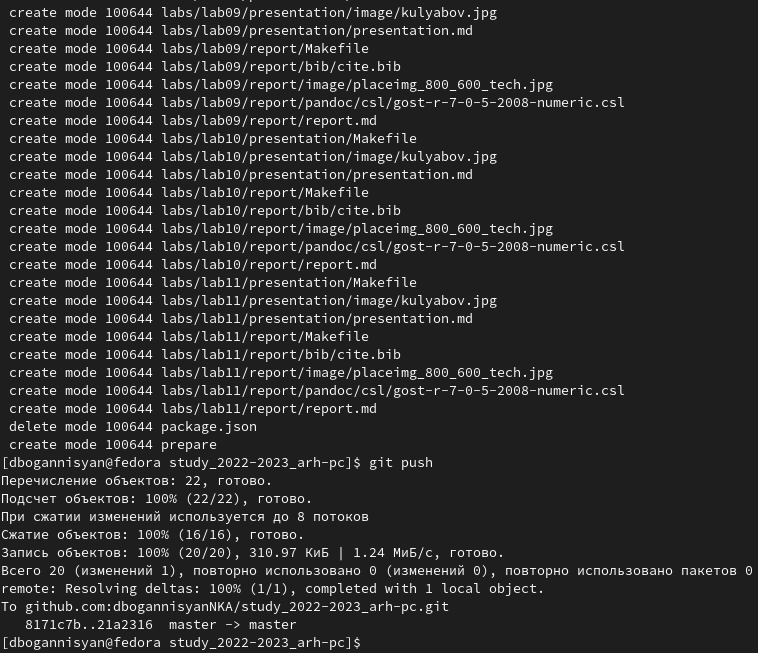 create mode 100644 labs/lab09/presentation/image/kulyabov.jpg
create mode 100644 labs/lab09/presentation/presentation.md
create mode 100644 labs/lab09/report/Makefile
create mode 100644 labs/lab09/report/bib/cite.bib
create mode 100644 labs/lab09/report/image/placeimg_800_600_tech.jpg
create mode 100644 labs/lab09/report/pandoc/csl/gost-r-7-0-5-2008-numeric.csl
create mode 100644 labs/lab09/report/report.md
create mode 100644 labs/lab10/presentation/Makefile
create mode 100644 labs/lab10/presentation/image/kulyabov.jpg
create mode 100644 labs/lab10/presentation/presentation.md
create mode 100644 labs/lab10/report/Makefile
create mode 100644 labs/lab10/report/bib/cite.bib
create mode 100644 labs/lab10/report/image/placeimg_800_600_tech.jpg
create mode 100644 labs/lab10/report/pandoc/csl/gost-r-7-0-5-2008-numeric.csl
create mode 100644 labs/lab10/report/report.md
create mode 100644 labs/lab11/presentation/Makefile
create mode 100644 labs/lab11/presentation/image/kulyabov.jpg
create mode 100644 labs/lab11/presentation/presentation.md
create mode 100644 labs/lab11/report/Makefile
create mode 100644 labs/lab11/report/bib/cite.bib
create mode 100644 labs/lab11/report/image/placeimg_800_600_tech.jpg
create mode 100644 labs/lab11/report/pandoc/csl/gost-r-7-0-5-2008-numeric.csl
create mode 100644 labs/lab11/report/report.md
delete mode 100644 package.json
create mode 100644 prepare
[dbogannisyan@fedora study_2022-2023_arh-pc]$ git push
Перечисление объектов: 22, готово.
Подсчет объектов: 100% (22/22), готово.
При сжатии изменений используется до 8 потоков
Сжатие объектов: 100% (16/16), готово.
Запись объектов: 100% (20/20), 310.97 КиБ | 1.24 МиБ/с, готово.
Всего 20 (изменений 1), повторно использовано 0 (изменений 0), повторно использовано пакетов 0
remote: Resolving deltas: 100% (1/1), completed with 1 local object.
To github.com:dbogannisyanNKA/study_2022-2023_arh-pc.git
8171c7b..21a2316 master -> master
[dbogannisyan@fedora study_2022-2023_arh-pc]$